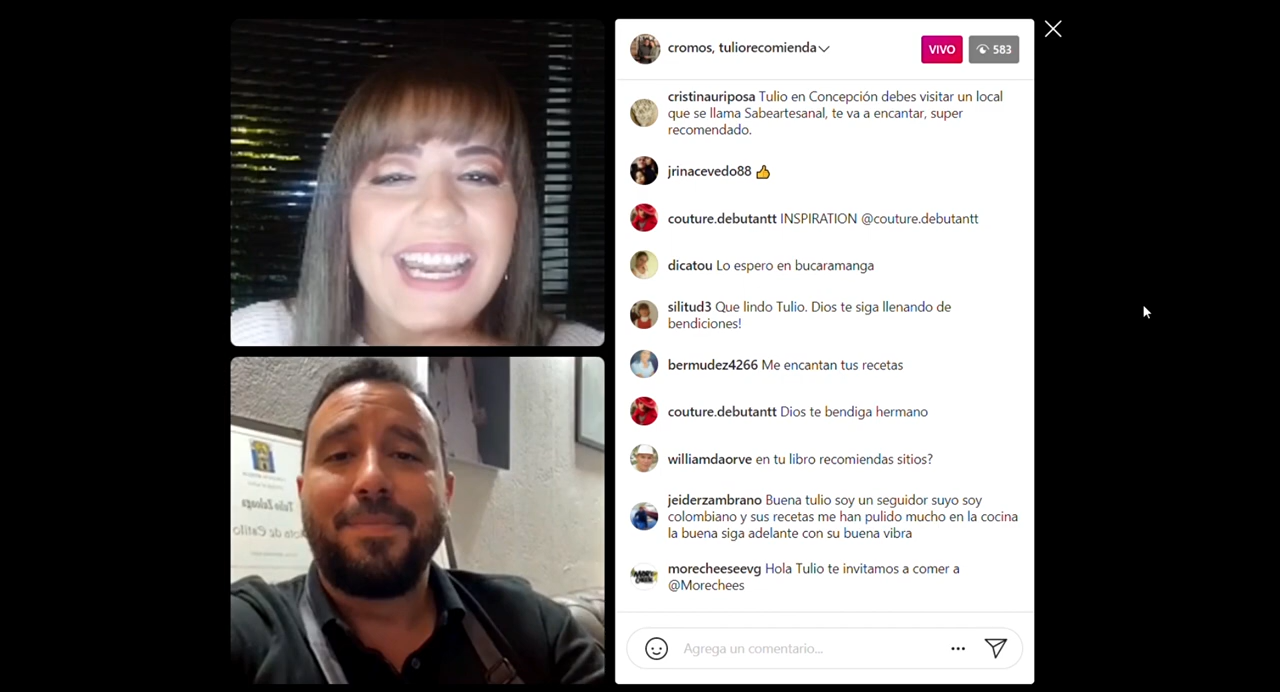 cromos, tuliorecomienda
VIVO
583
cristinauriposa Tulio en Concepción debes visitar un local
que se llama Sabeartesanal, te va a encantar, super
recomendado.
jrinacevedo88 👍
couture.debutantt INSPIRATION @couture.debutantt
dicatou Lo espero en bucaramanga
silitud3 Que lindo Tulio. Dios te siga llenando de
bendiciones!
bermudez4266 Me encantan tus recetas
couture.debutantt Dios te bendiga hermano
williamdaorve en tu libro recomiendas sitios?
jeiderzambrano Buena tulio soy un seguidor suyo soy
colombiano y sus recetas me han pulido mucho en la cocina
la buena siga adelante con su buena vibra
morecheeseevg Hola Tulio te invitamos a comer a
@Morechees
Agrega un comentario...
Tulio Zuloaga
de Estilo